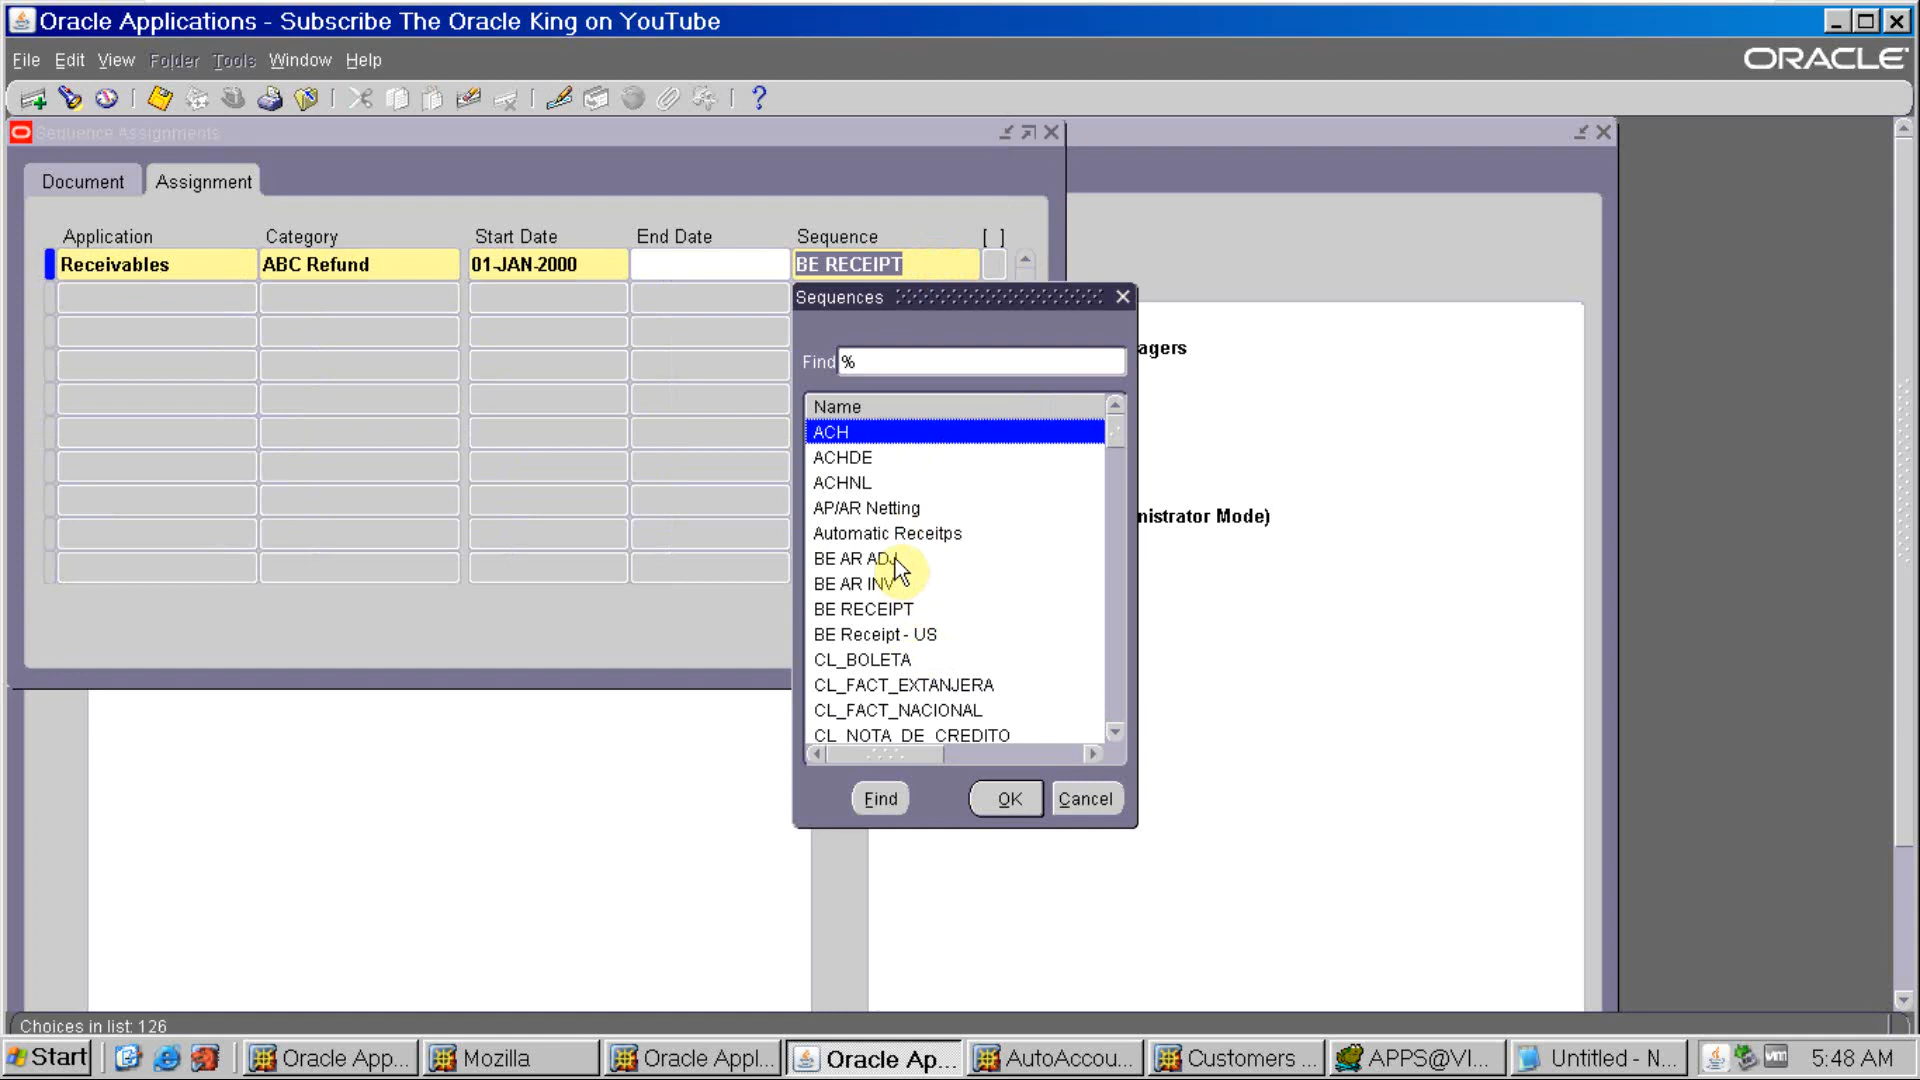 Oracle Applications - Subscribe The Oracle King on YouTube
File Edit View Folder Tools Window Help
ORACLE
Sequence Assignments
Document Assignment
Application Category Start Date End Date Sequence [ ]
Receivables ABC Refund 01-JAN-2000 BE RECEIPT
Sequences
Find %
Name
ACH
ACHDE
ACHNL
AP/AR Netting
Automatic Receitps
BE AR ADJ
BE AR INV
BE RECEIPT
BE Receipt - US
CL_BOLETA
CL_FACT_EXTANJERA
CL_FACT_NACIONAL
CL_NOTA_DE_CREDITO
Find OK Cancel
agers
nistrator Mode)
Choices in list: 126
Start Oracle App... Mozilla Oracle Appl... Oracle Ap... AutoAccou... Customers ... APPS@VI... Untitled - N... vm 5:48 AM